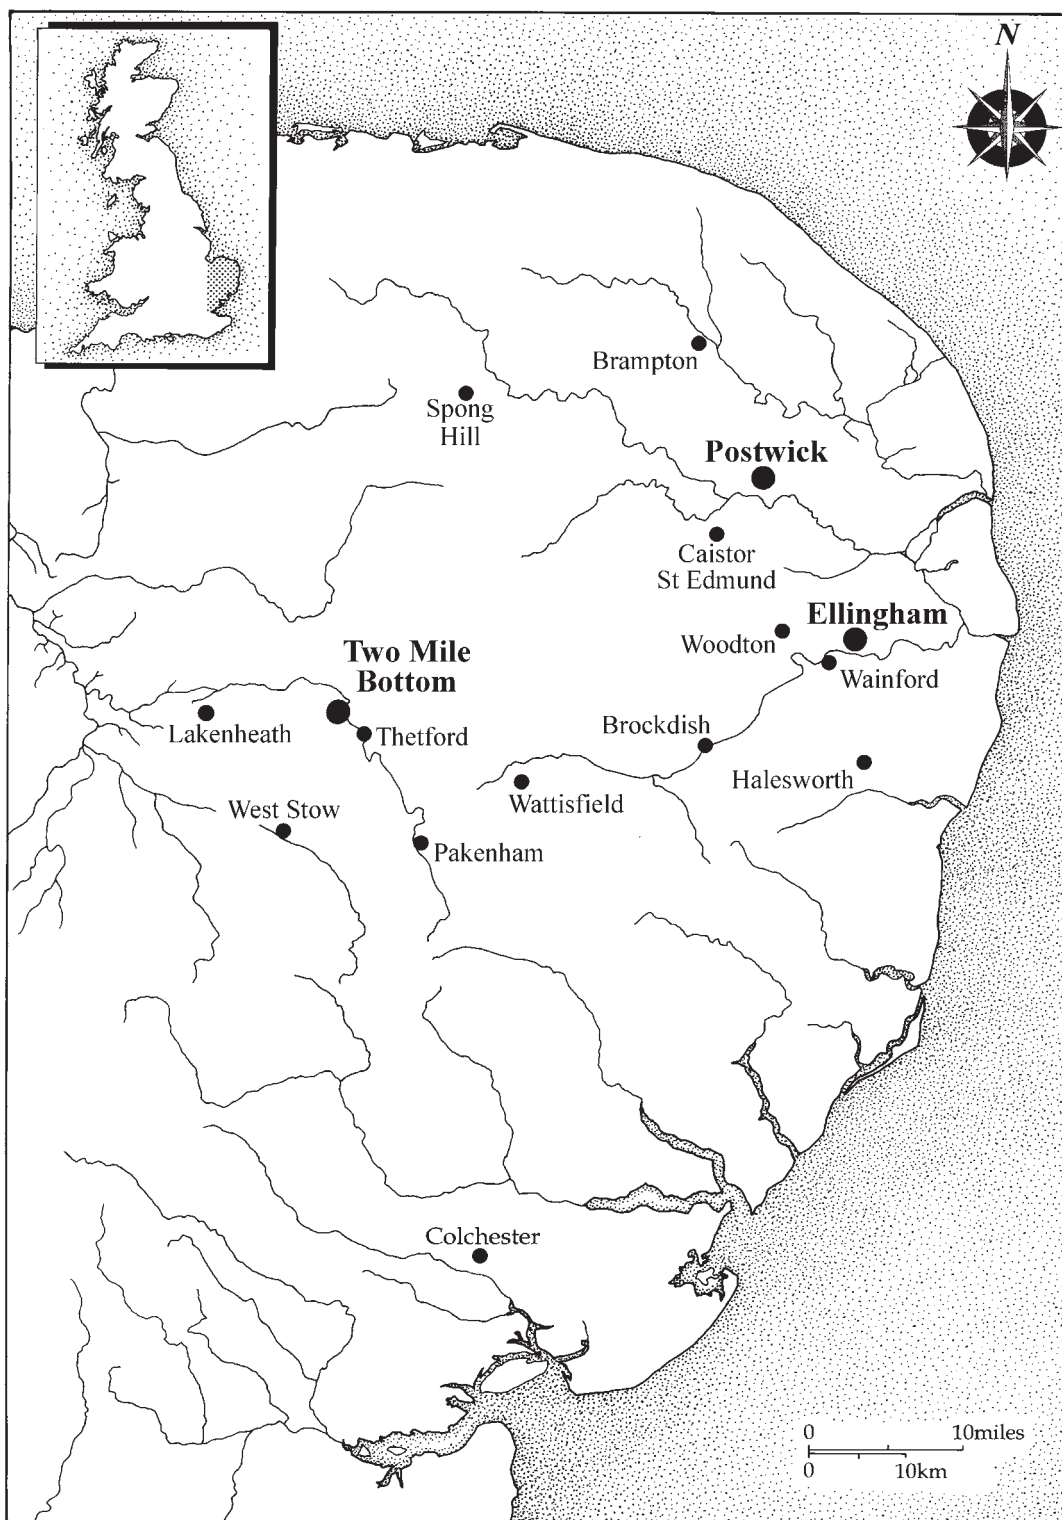 N
Brampton
Spong
Hill
Postwick
Caistor
St Edmund
Ellingham
Woodton
Wainford
Two Mile
Bottom
Lakenheath
Thetford
Brockdish
Halesworth
Wattisfield
West Stow
Pakenham
Colchester
0 10miles
0 10km